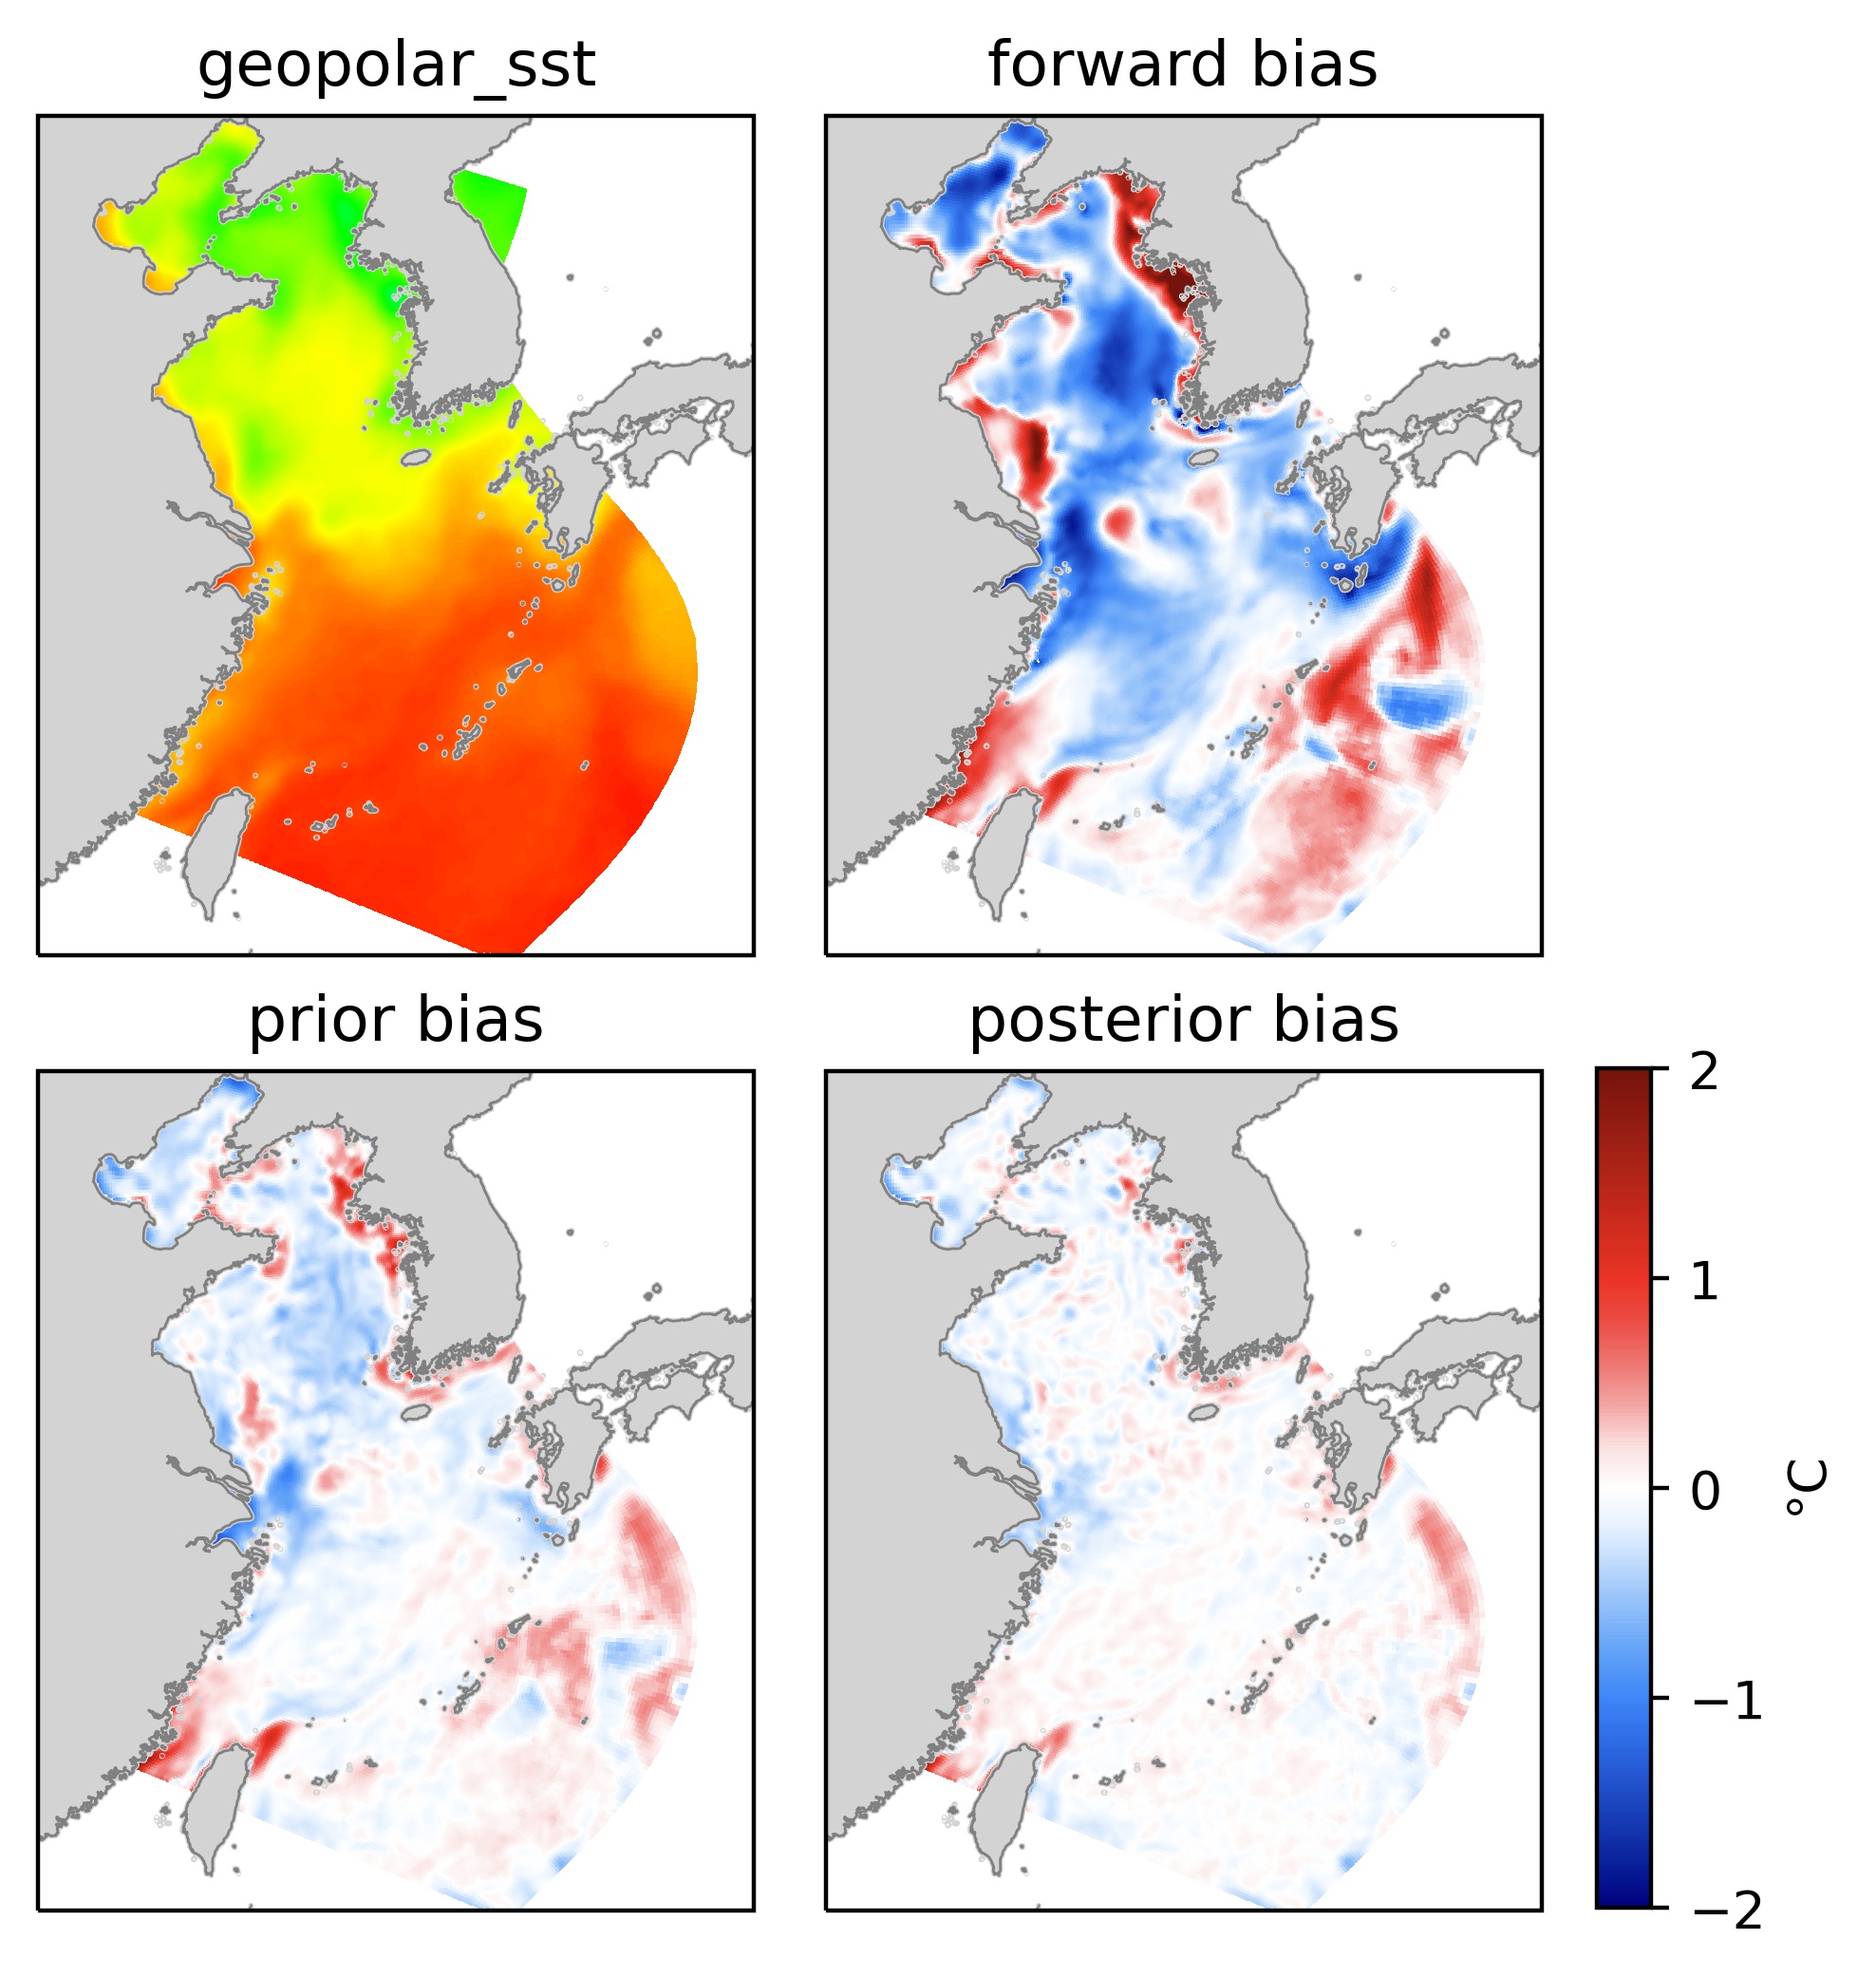 geopolar_sst
forward bias
prior bias
posterior bias
2
1
0
−1
−2
°C